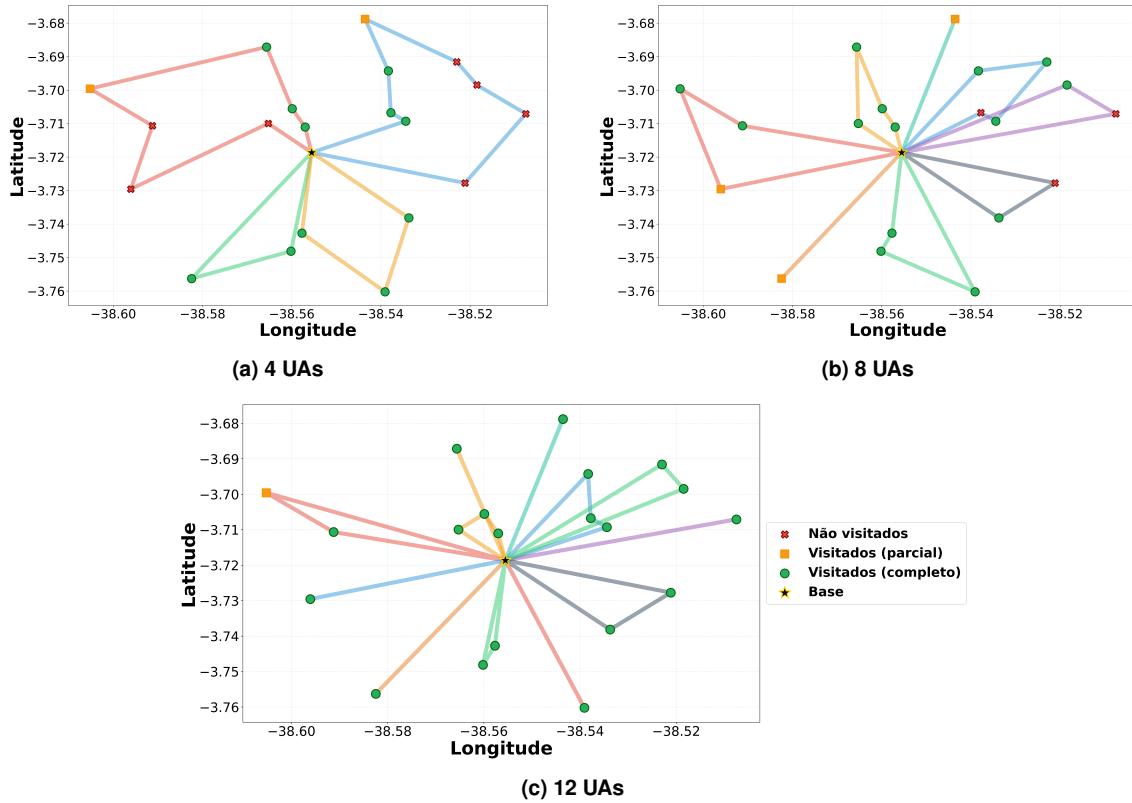 −3.68
−3.69
−3.70
−3.71
−3.72
−3.73
−3.74
−3.75
−3.76
Latitude
−38.60 −38.58 −38.56 −38.54 −38.52
Longitude
(a) 4 UAs
−3.68
−3.69
−3.70
−3.71
−3.72
−3.73
−3.74
−3.75
−3.76
Latitude
−38.60 −38.58 −38.56 −38.54 −38.52
Longitude
(b) 8 UAs
−3.68
−3.69
−3.70
−3.71
−3.72
−3.73
−3.74
−3.75
−3.76
Latitude
−38.60 −38.58 −38.56 −38.54 −38.52
Longitude
Não visitados
Visitados (parcial)
Visitados (completo)
Base
(c) 12 UAs